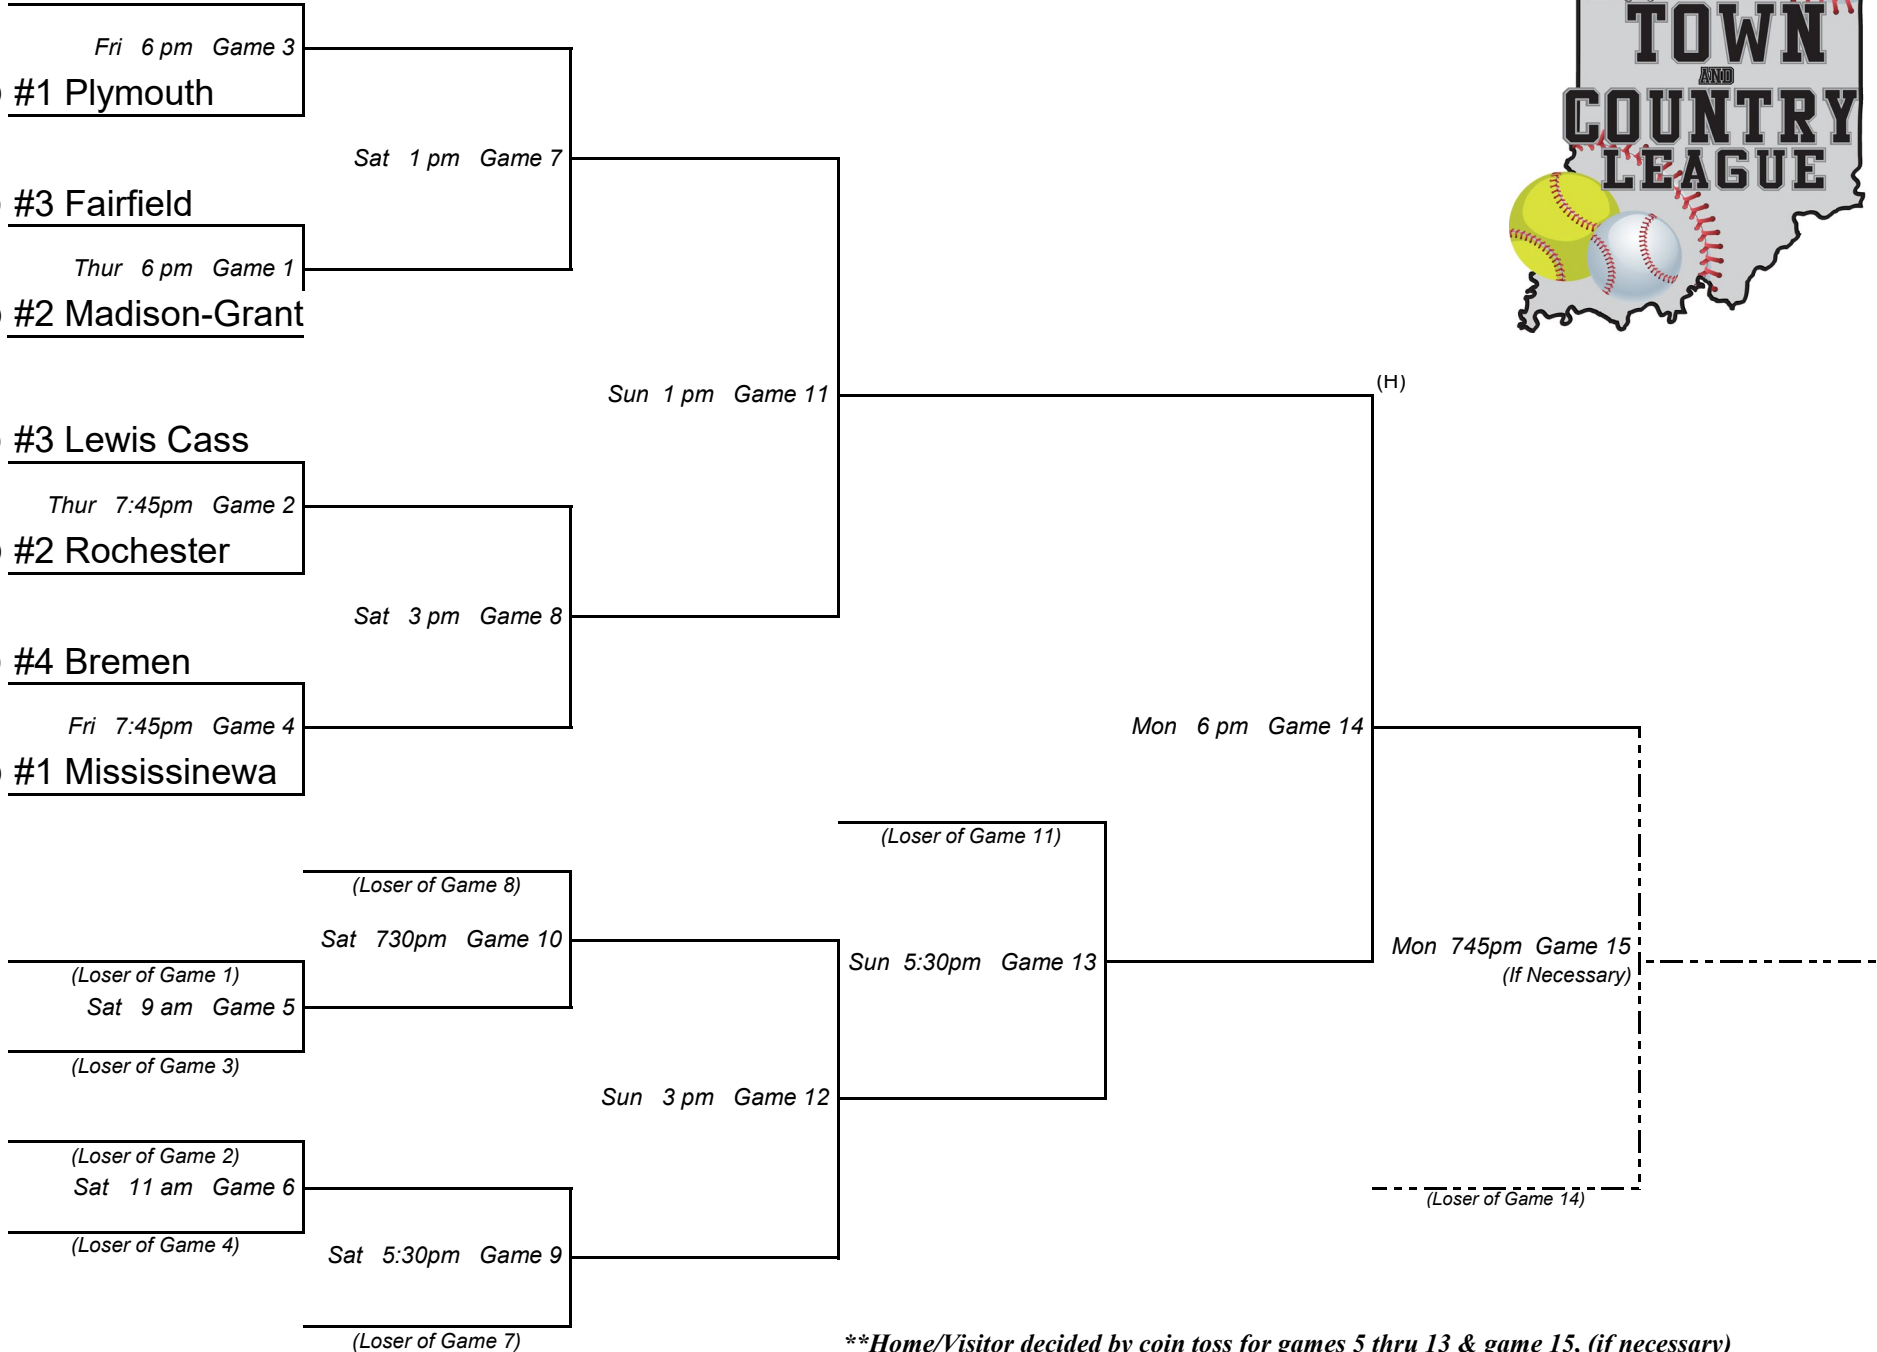 TOWN
AND
COUNTRY
LEAGUE
Fri 6 pm Game 3
#1 Plymouth
Sat 1 pm Game 7
#3 Fairfield
Thur 6 pm Game 1
#2 Madison-Grant
Sun 1 pm Game 11
(H)
#3 Lewis Cass
Thur 7:45pm Game 2
#2 Rochester
Sat 3 pm Game 8
#4 Bremen
Fri 7:45pm Game 4
#1 Mississinewa
Mon 6 pm Game 14
(Loser of Game 11)
(Loser of Game 8)
Sat 730pm Game 10
Sun 5:30pm Game 13
Mon 745pm Game 15
(If Necessary)
(Loser of Game 1)
Sat 9 am Game 5
(Loser of Game 3)
Sun 3 pm Game 12
(Loser of Game 2)
Sat 11 am Game 6
(Loser of Game 4)
(Loser of Game 14)
Sat 5:30pm Game 9
(Loser of Game 7)
**Home/Visitor decided by coin toss for games 5 thru 13 & game 15, (if necessary)